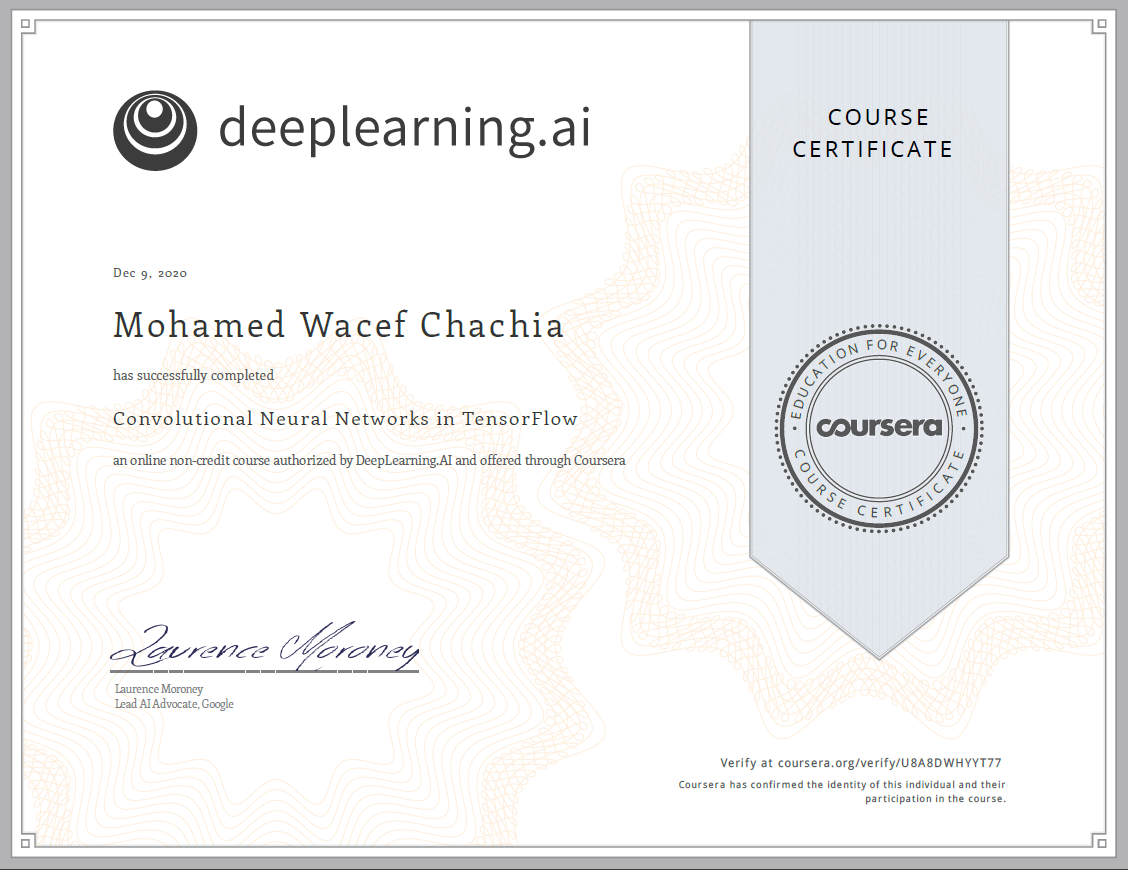 deeplearning.ai
COURSE
CERTIFICATE
Dec 9, 2020
Mohamed Wacef Chachia
has successfully completed
Convolutional Neural Networks in TensorFlow
an online non-credit course authorized by DeepLearning.AI and offered through Coursera
EDUCATION FOR EVERYONE
coursera
COURSE CERTIFICATE
Laurence Moroney
Laurence Moroney
Lead AI Advocate, Google
Verify at coursera.org/verify/U8A8DWHYYT77
Coursera has confirmed the identity of this individual and their
participation in the course.